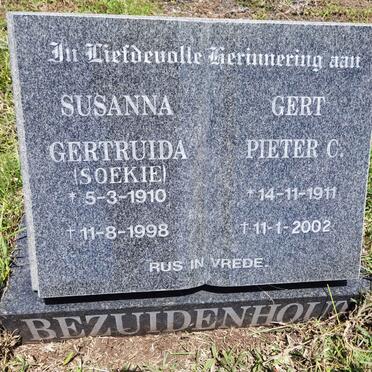 In Liefdevolle Herinnering aan
SUSANNA
GERTRUIDA
(SOEKIE)
* 5-3-1910
† 11-8-1998
GERT
PIETER C.
* 14-11-1911
† 11-1-2002
RUS IN VREDE.
BEZUIDENHOUT